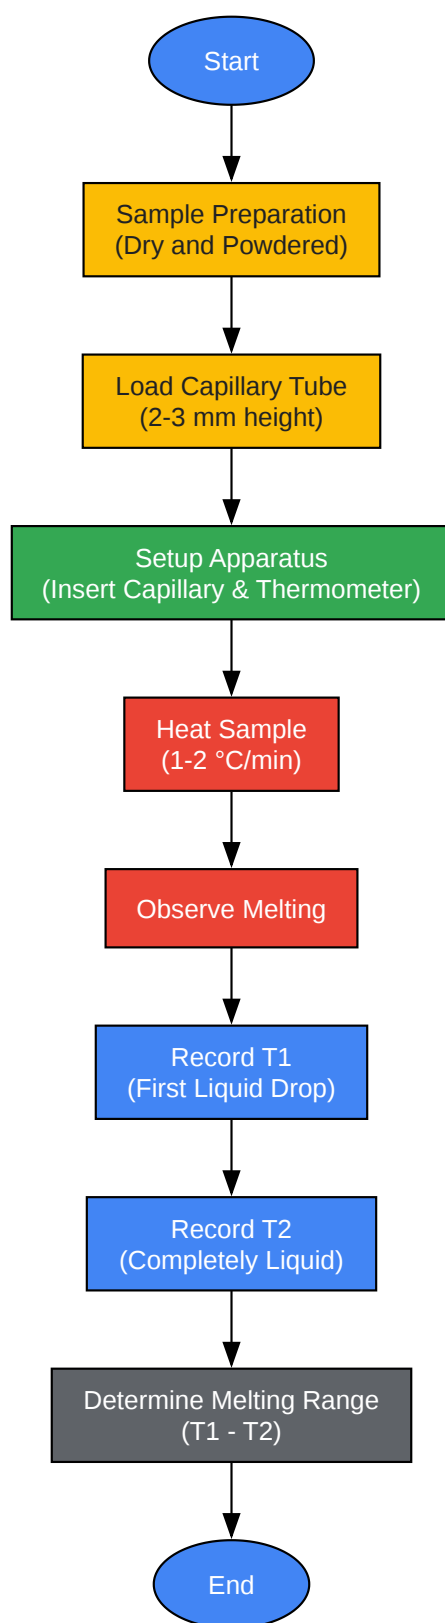 Start
Sample Preparation
(Dry and Powdered)
Load Capillary Tube
(2-3 mm height)
Setup Apparatus
(Insert Capillary & Thermometer)
Heat Sample
(1-2 °C/min)
Observe Melting
Record T1
(First Liquid Drop)
Record T2
(Completely Liquid)
Determine Melting Range
(T1 - T2)
End